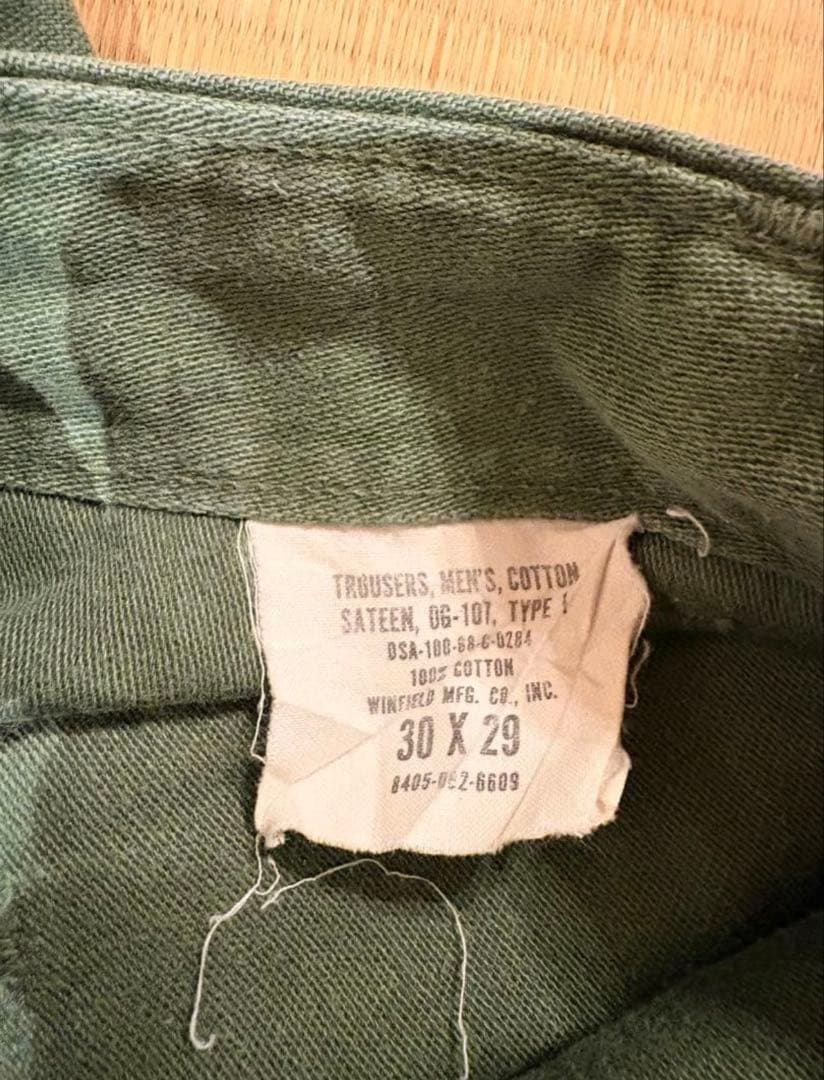 TROUSERS, MEN'S, COTTON
SATEEN, OG-107, TYPE I
DSA-100-68-C-0284
100% COTTON
WINFIELD MFG. CO., INC.
30 X 29
8405-082-6609